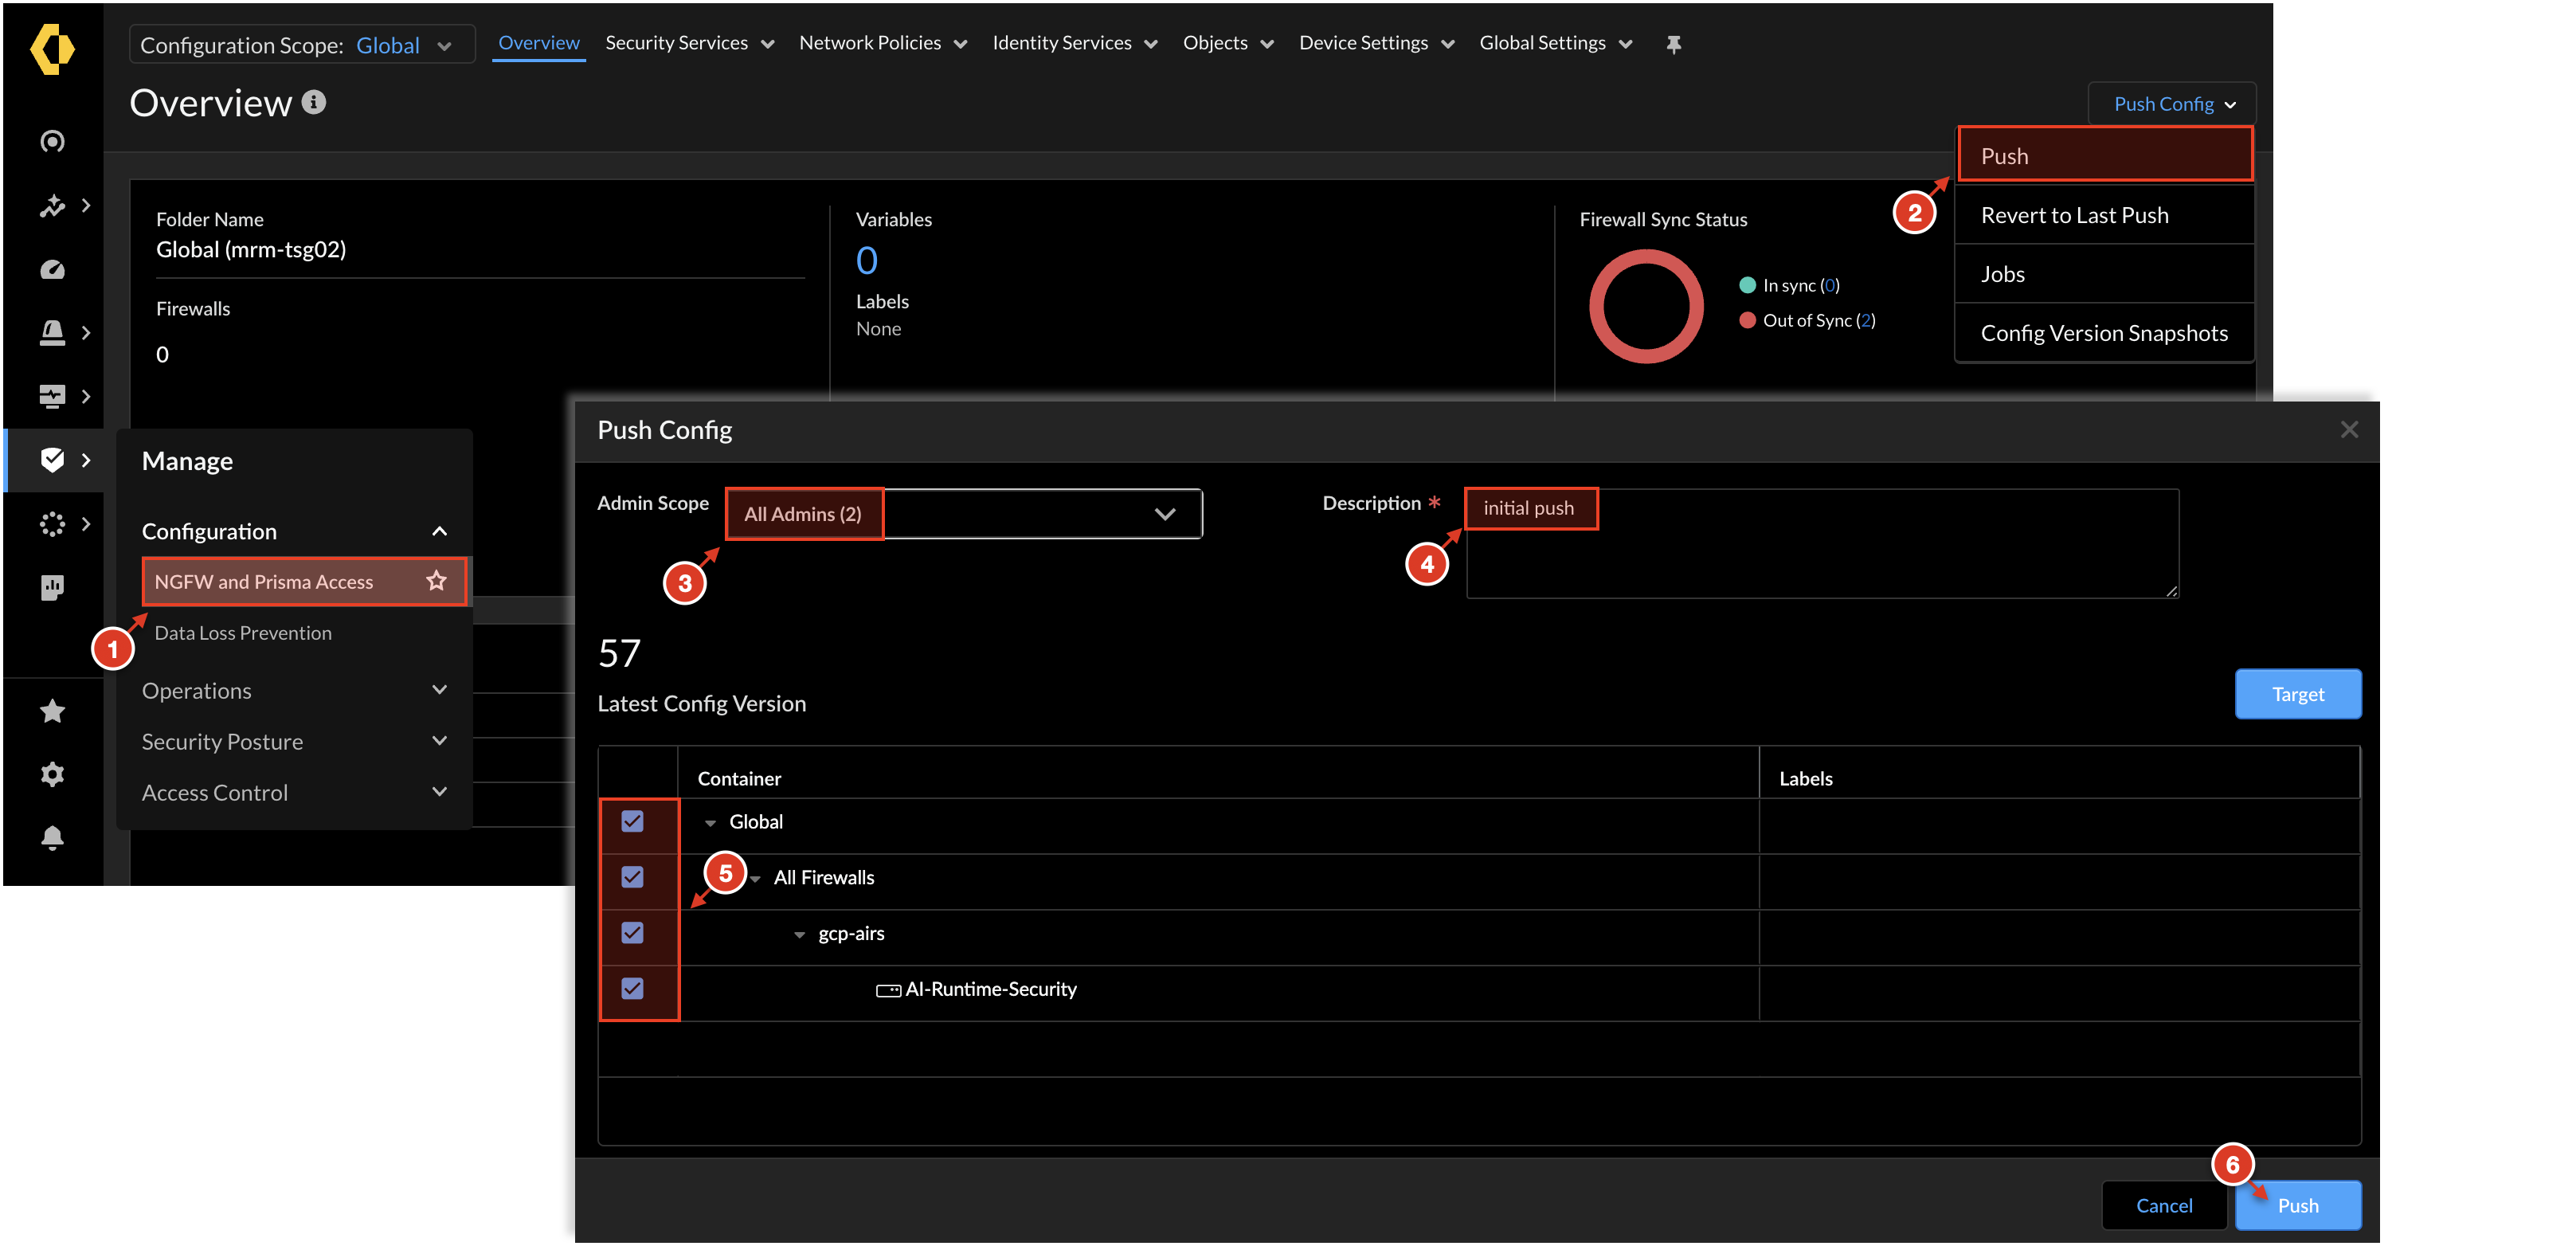 Configuration Scope: Global
Overview
Security Services
Network Policies
Identity Services
Objects
Device Settings
Global Settings
Overview
Push Config
Push
2
Revert to Last Push
Jobs
Config Version Snapshots
Folder Name
Global (mrm-tsg02)
Firewalls
0
Variables
0
Labels
None
Firewall Sync Status
In sync (0)
Out of Sync (2)
Manage
Configuration
NGFW and Prisma Access
1
Data Loss Prevention
Operations
Security Posture
Access Control
Push Config
Admin Scope
All Admins (2)
3
Description *
initial push
4
57
Latest Config Version
Target
Container
Labels
Global
5
All Firewalls
gcp-airs
AI-Runtime-Security
6
Cancel
Push